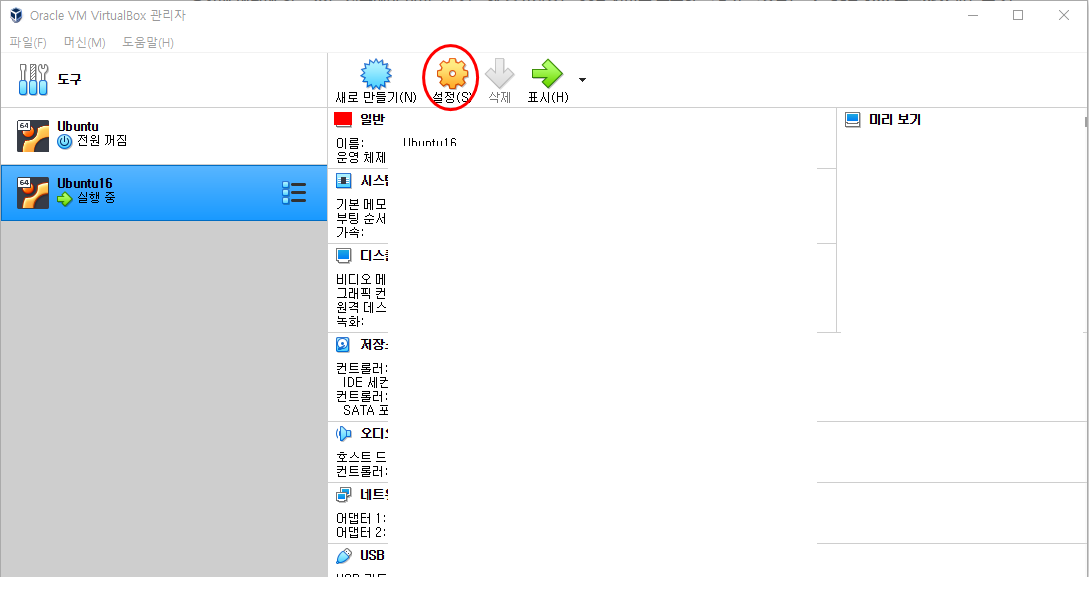 Oracle VM VirtualBox 관리자
파일(F) 머신(M) 도움말(H)
도구
새로 만들기(N) 설정(S) 삭제 표시(H)
64
Ubuntu
전원 꺼짐
64
Ubuntu16
실행 중
일반
이름: Ubuntu16
운영 체제
미리 보기
시스템
기본 메모
부팅 순서
가속:
디스
비디오 메
그래픽 컨
원격 데스
녹화:
저장
컨트롤러:
IDE 세컨
컨트롤러:
SATA 포
오디오
호스트 드
컨트롤러:
네트
어댑터 1:
어댑터 2:
USB